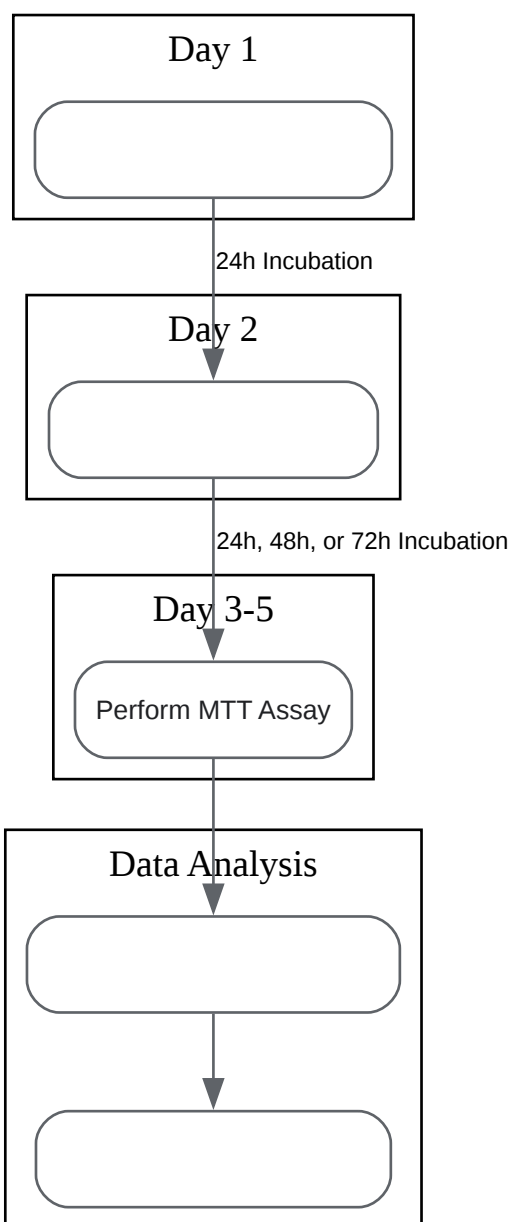 Day 1
24h Incubation
Day 2
24h, 48h, or 72h Incubation
Day 3-5
Perform MTT Assay
Data Analysis